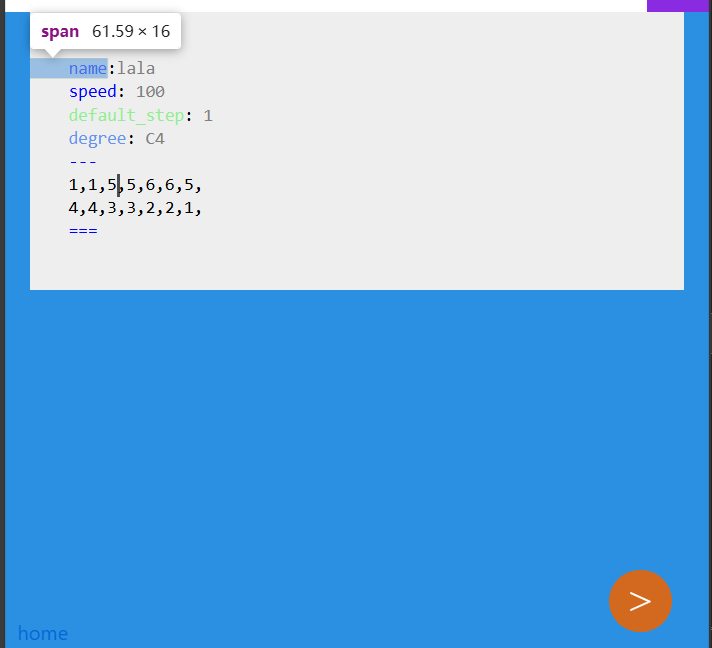 span 61.59 × 16
name:lala
speed: 100
default_step: 1
degree: C4
---
1,1,5,5,6,6,5,
4,4,3,3,2,2,1,
===
>
home